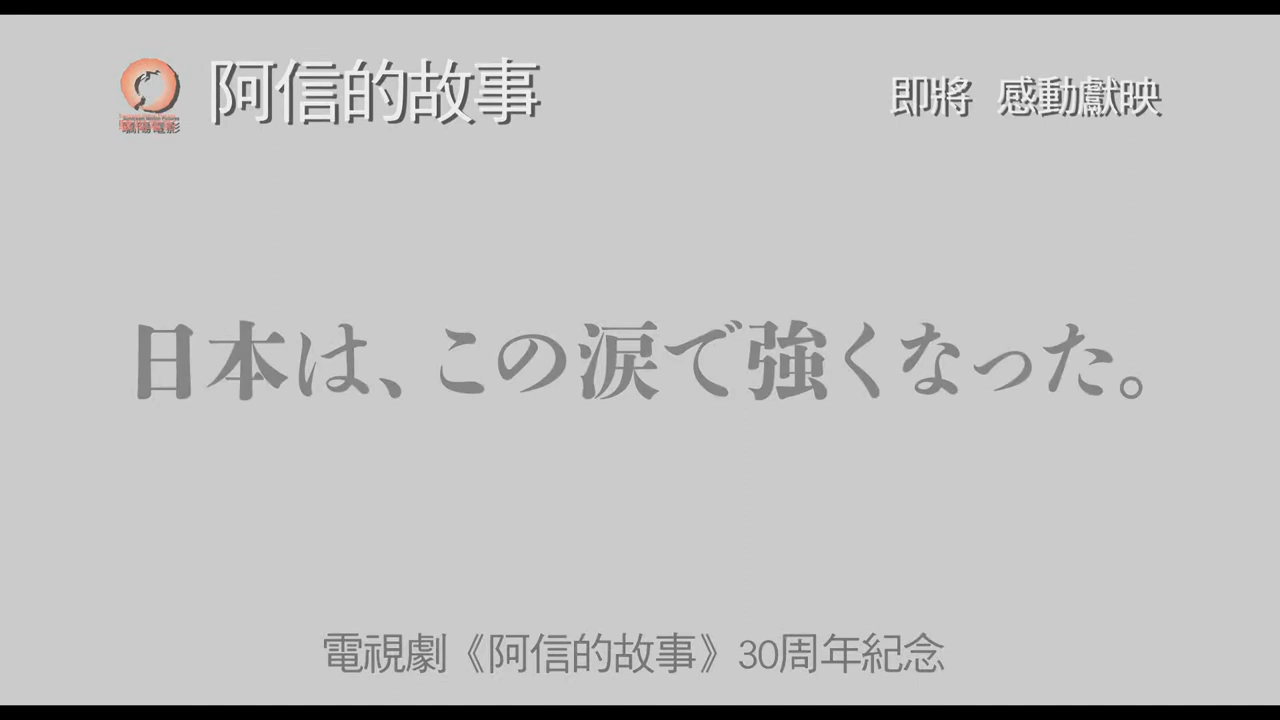 阿信的故事
即將 感動獻映
日本は、この涙で強くなった。
電視劇《阿信的故事》30周年紀念